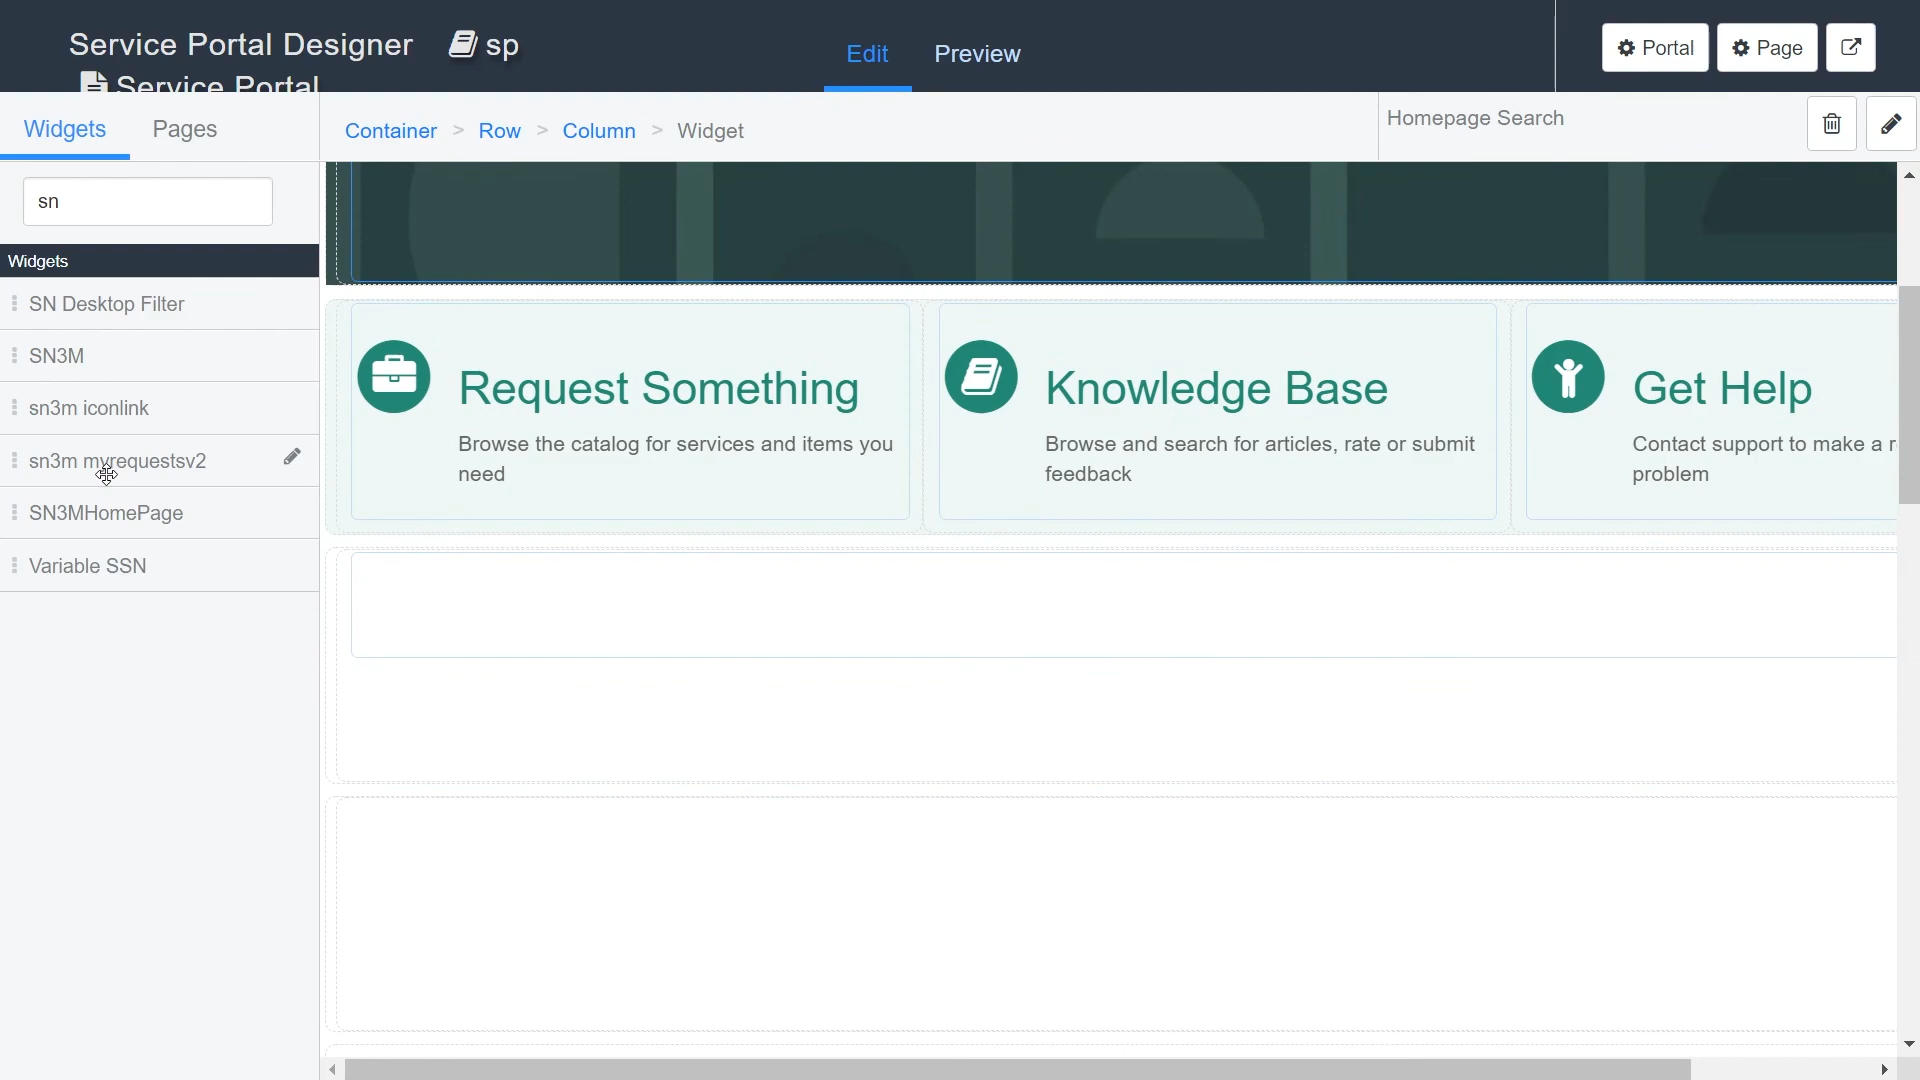 Service Portal Designer sp
Service Portal
Edit Preview
Portal Page
Widgets Pages
Container > Row > Column > Widget
Homepage Search
sn
Widgets
SN Desktop Filter
SN3M
sn3m iconlink
sn3m myrequestsv2
SN3MHomePage
Variable SSN
Request Something
Browse the catalog for services and items you
need
Knowledge Base
Browse and search for articles, rate or submit
feedback
Get Help
Contact support to make a r
problem